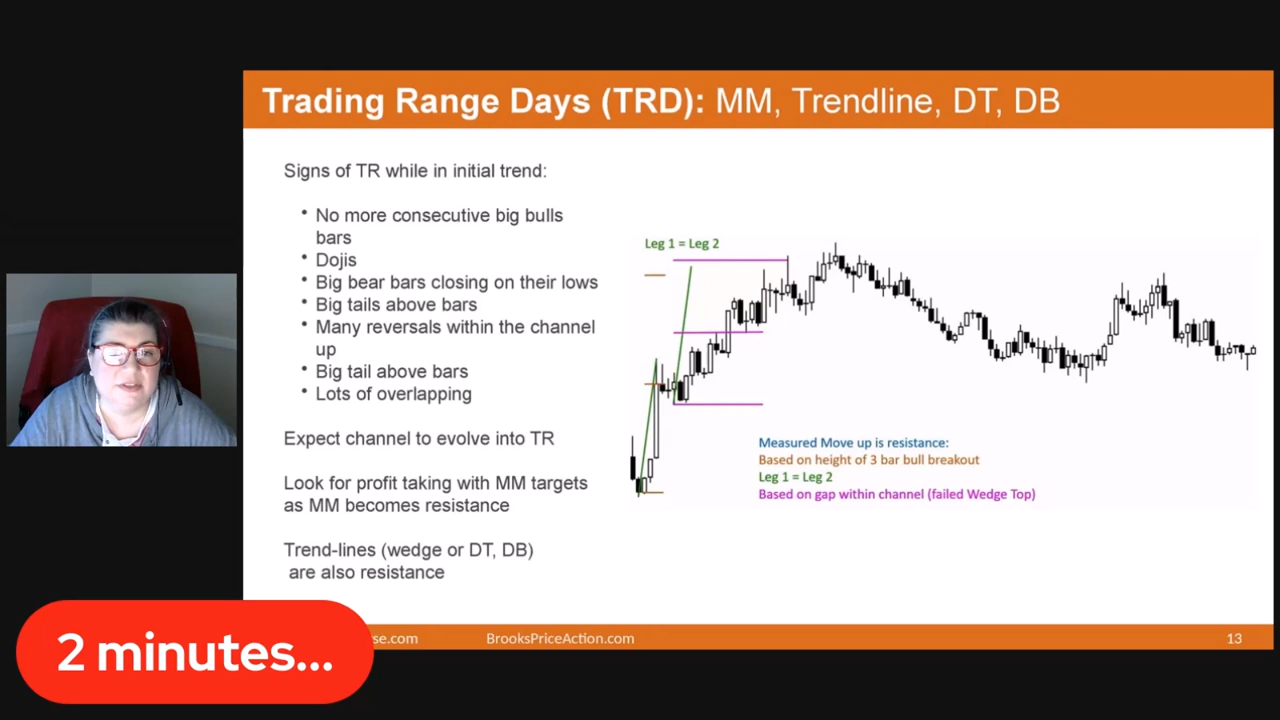 Trading Range Days (TRD): MM, Trendline, DT, DB
Signs of TR while in initial trend:
• No more consecutive big bulls
bars
• Dojis
• Big bear bars closing on their lows
• Big tails above bars
• Many reversals within the channel
up
• Big tail above bars
• Lots of overlapping
Expect channel to evolve into TR
Look for profit taking with MM targets
as MM becomes resistance
Trend-lines (wedge or DT, DB)
are also resistance
Leg 1 = Leg 2
Measured Move up is resistance:
Based on height of 3 bar bull breakout
Leg 1 = Leg 2
Based on gap within channel (failed Wedge Top)
2 minutes...
se.com
BrooksPriceAction.com
13